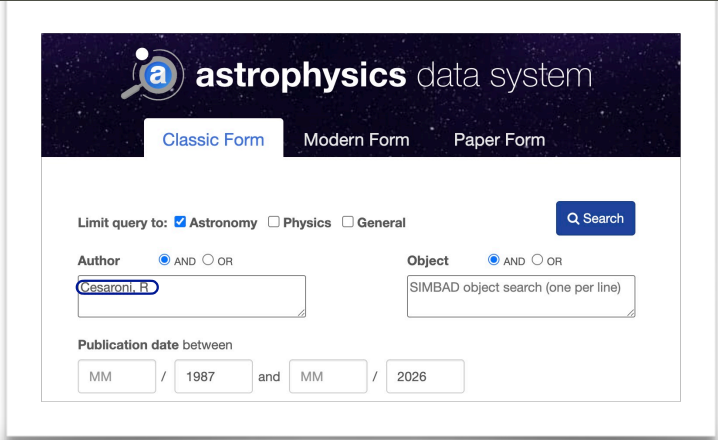 a astrophysics data system
Classic Form Modern Form Paper Form
Limit query to: Astronomy Physics General Search
Author AND OR Object AND OR
Cesaroni, R SIMBAD object search (one per line)
Publication date between
MM / 1987 and MM / 2026